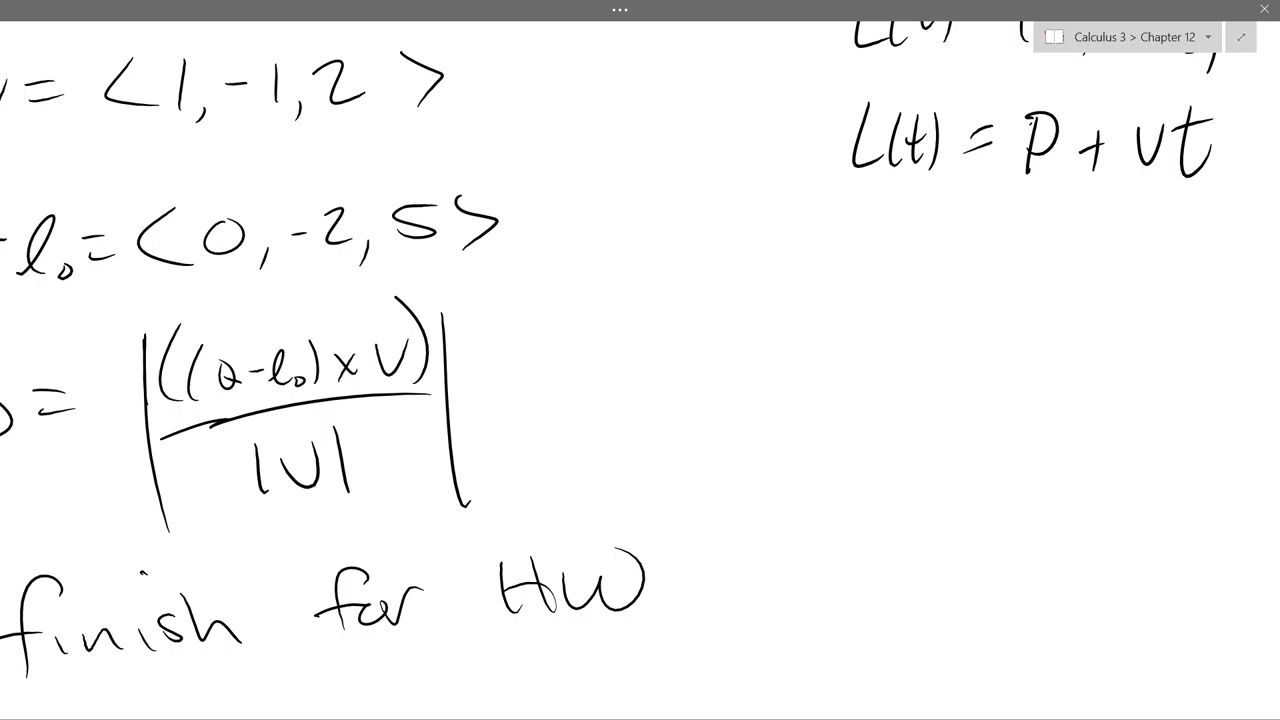 = <1, -1, 2>
l₀ = <0, -2, 5>
= |((Q-l₀) x V) / |V||
finish for HW
Calculus 3 > Chapter 12
L(t) = P + vt